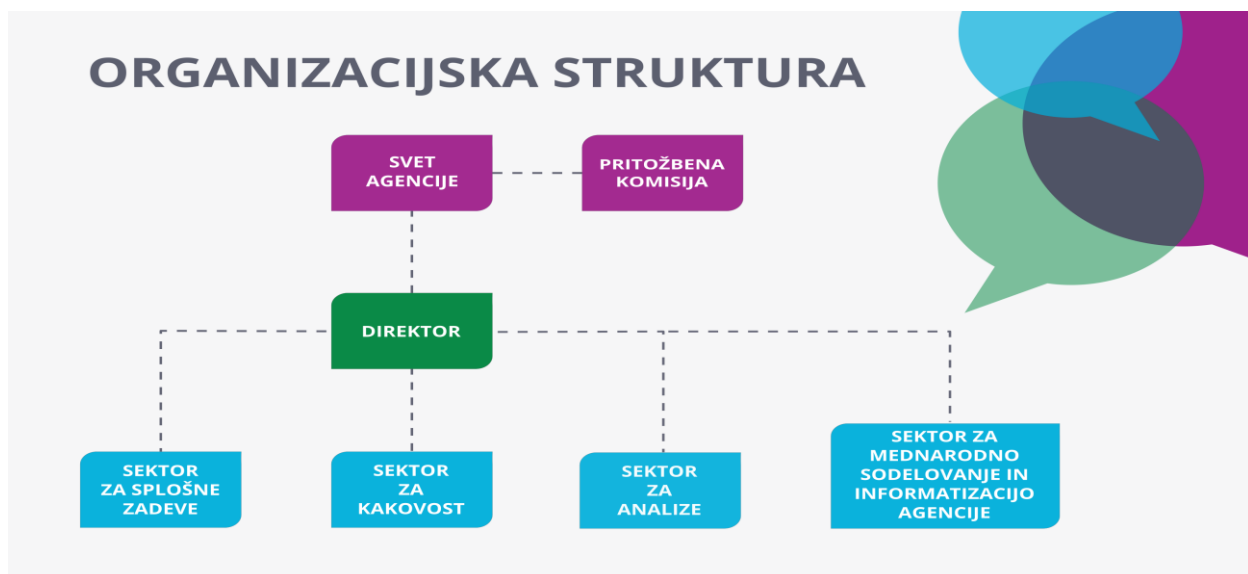 ORGANIZACIJSKA STRUKTURA
SVET
AGENCIJE
PRITOŽBENA
KOMISIJA
DIREKTOR
SEKTOR
ZA SPLOŠNE
ZADEVE
SEKTOR
ZA
KAKOVOST
SEKTOR
ZA
ANALIZE
SEKTOR ZA
MEDNARODNO
SODELOVANJE IN
INFORMATIZACIJO
AGENCIJE